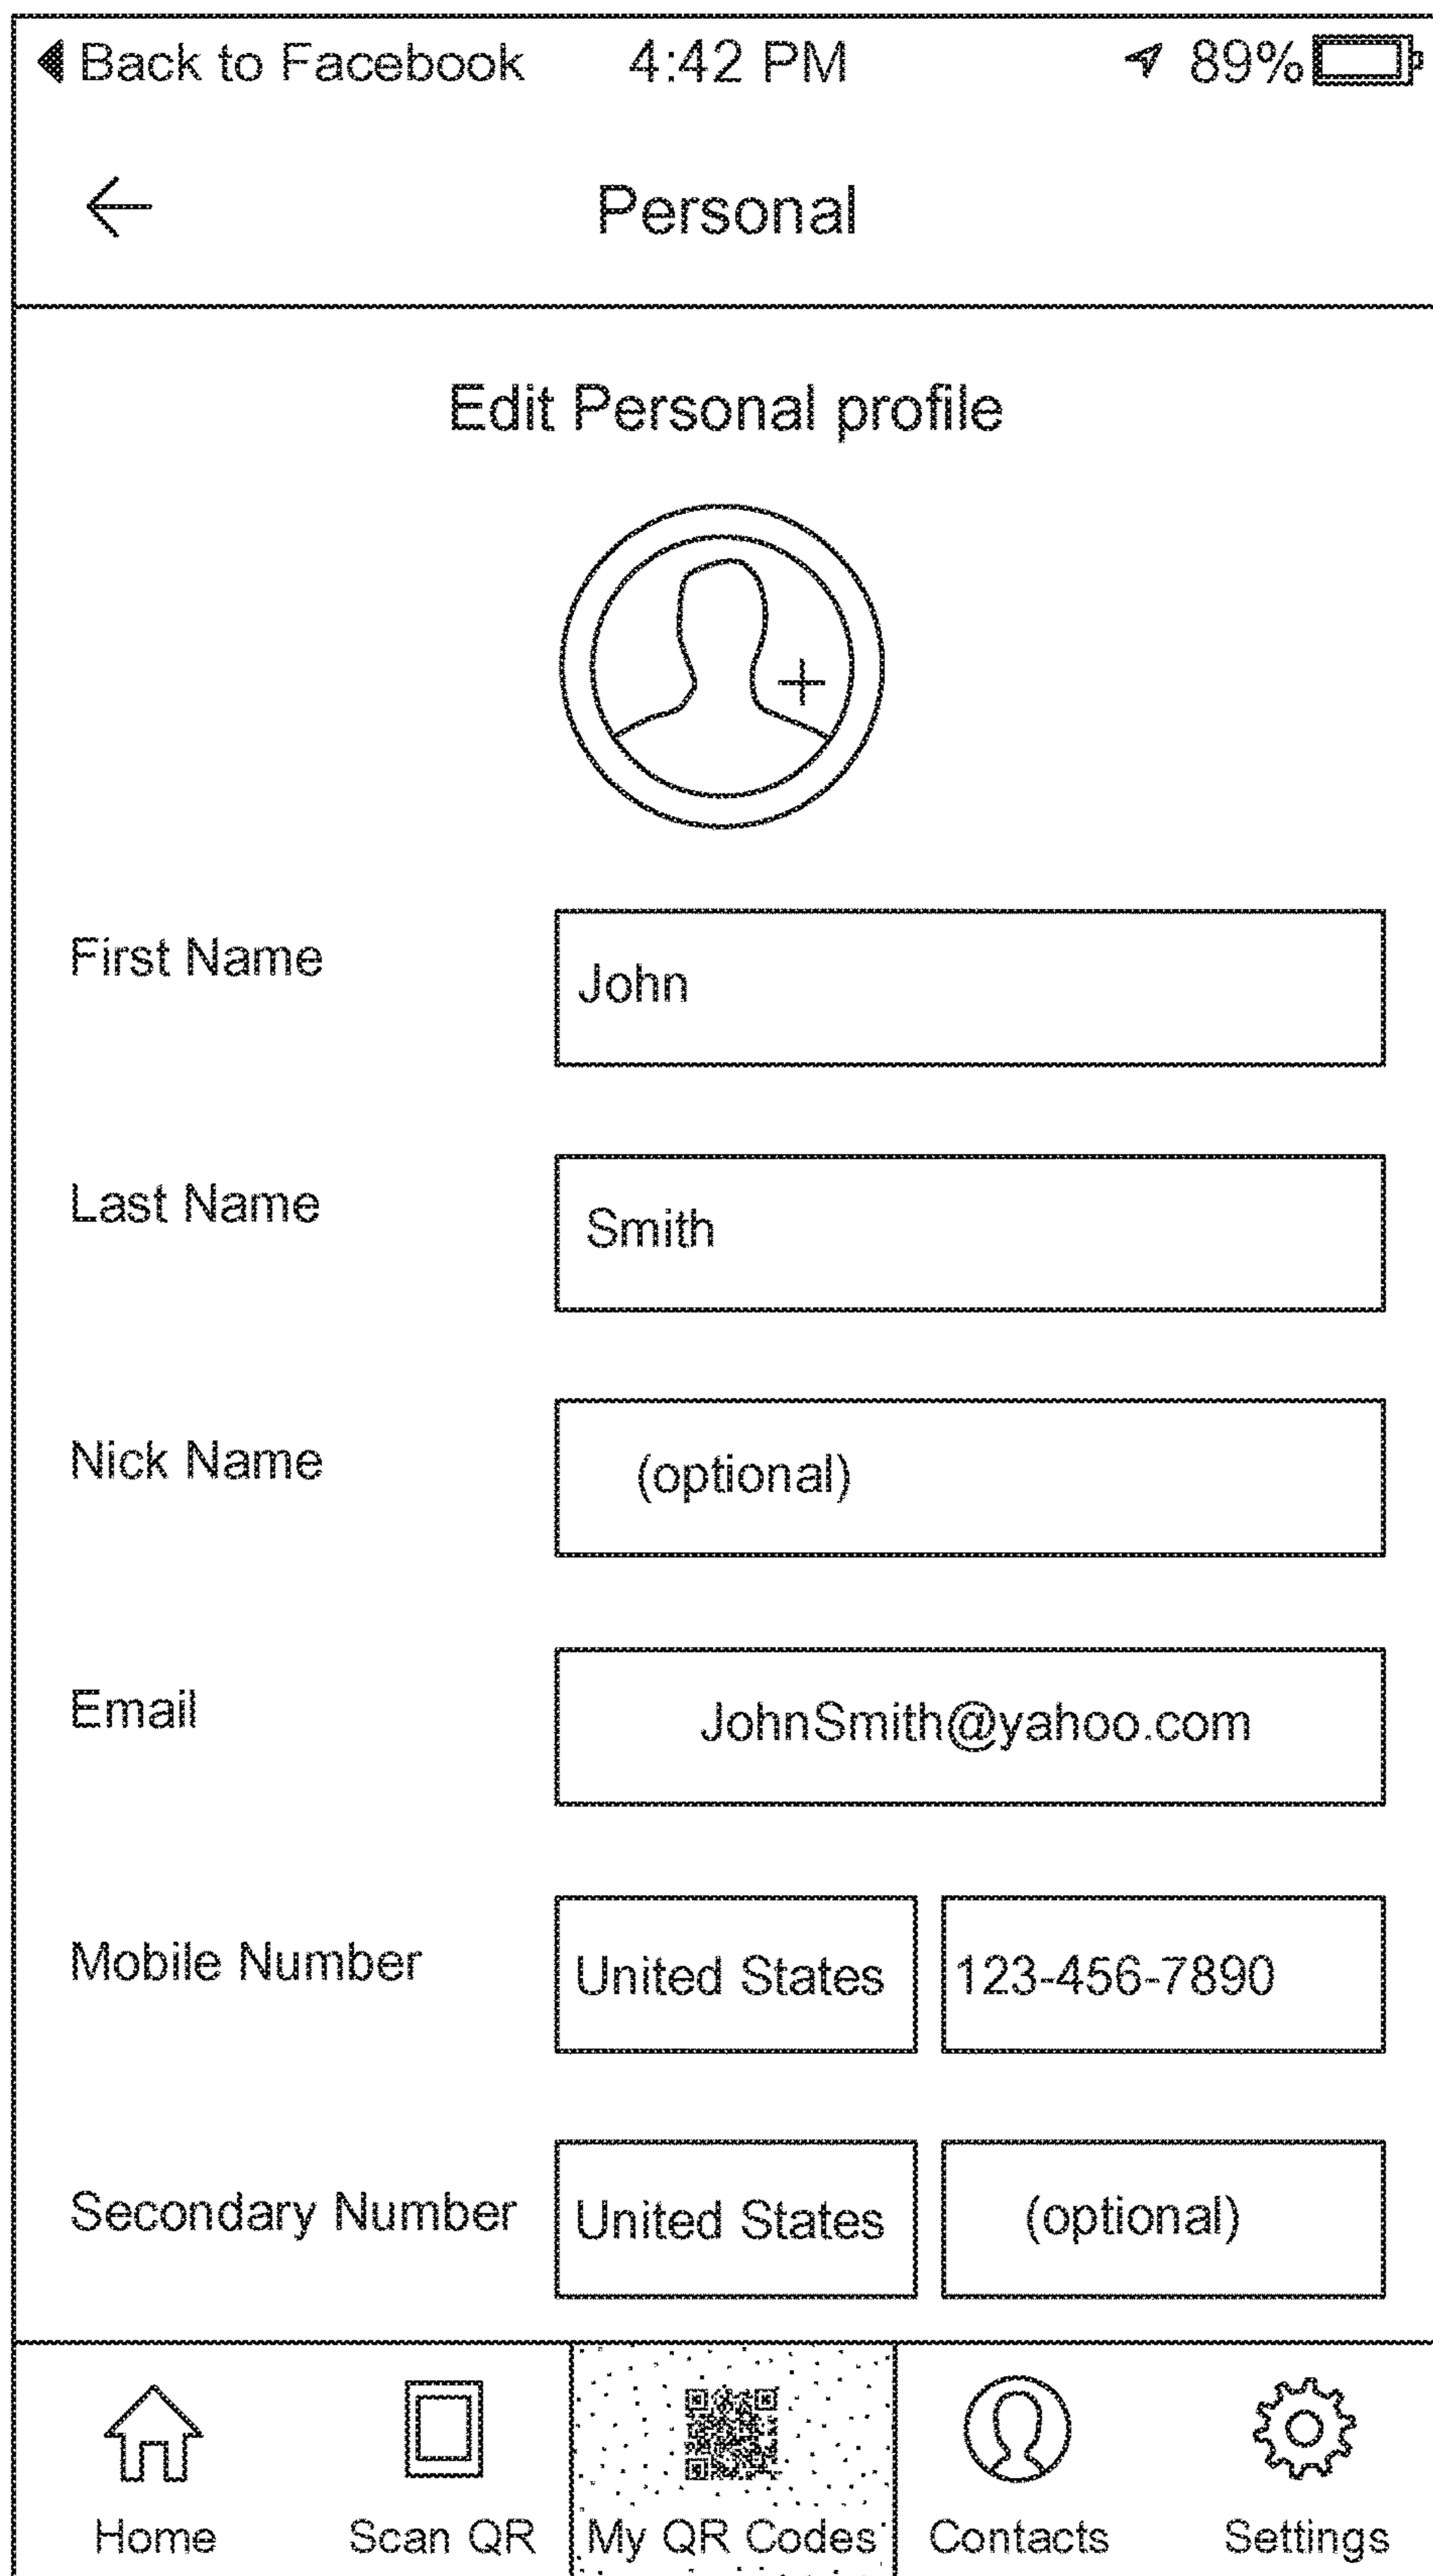 Back to Facebook 4:42 PM 89%
Personal
Edit Personal profile
First Name John
Last Name Smith
Nick Name (optional)
Email JohnSmith@yahoo.com
Mobile Number United States 123-456-7890
Secondary Number United States (optional)
Home Scan QR My QR Codes Contacts Settings